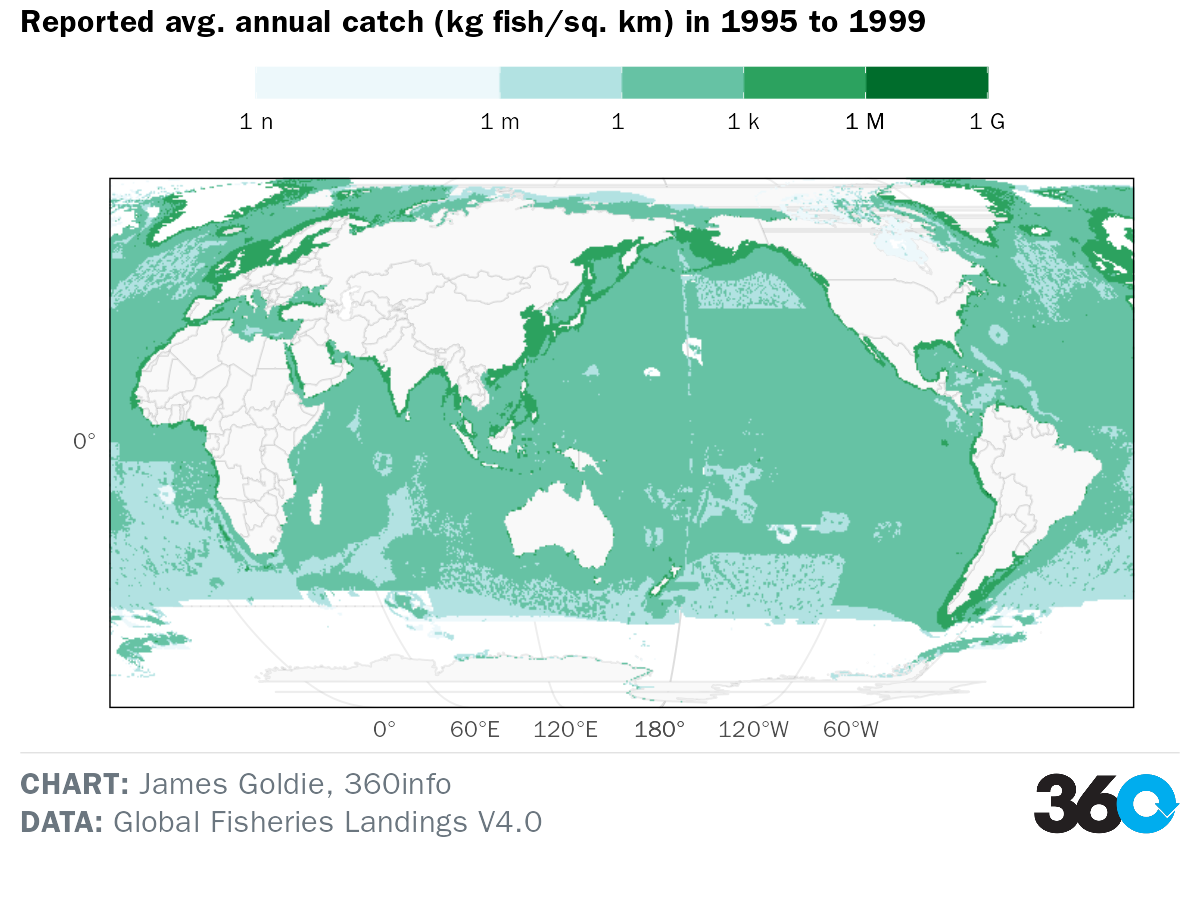 Reported avg. annual catch (kg fish/sq. km) in 1995 to 1999
1 n 1 m 1 1 k 1 M 1 G
0°
0° 60°E 120°E 180° 120°W 60°W
CHART: James Goldie, 360info
DATA: Global Fisheries Landings V4.0
360